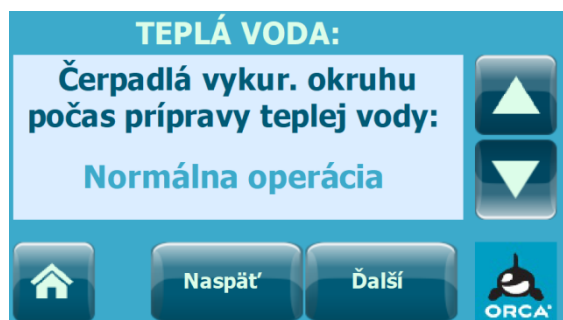 TEPLÁ VODA:
Čerpadlá vykur. okruhu
počas prípravy teplej vody:
Normálna operácia
Naspäť
Ďalší
ORCA